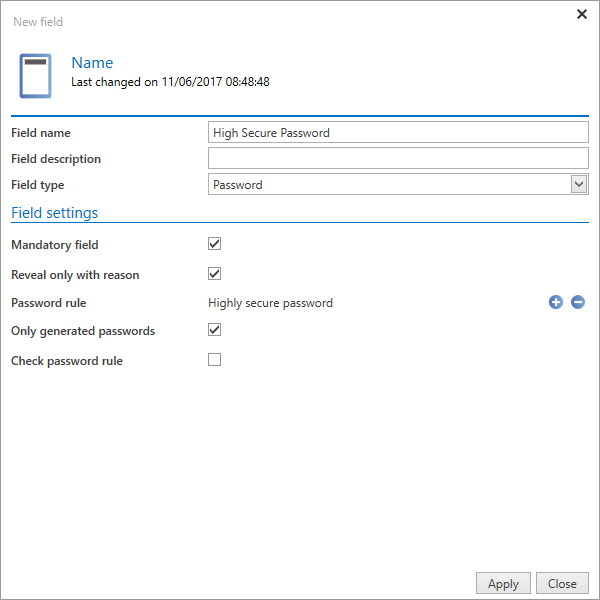 New field
Name
Last changed on 11/06/2017 08:48:48
Field name High Secure Password
Field description
Field type Password
Field settings
Mandatory field
Reveal only with reason
Password rule Highly secure password
Only generated passwords
Check password rule
Apply Close